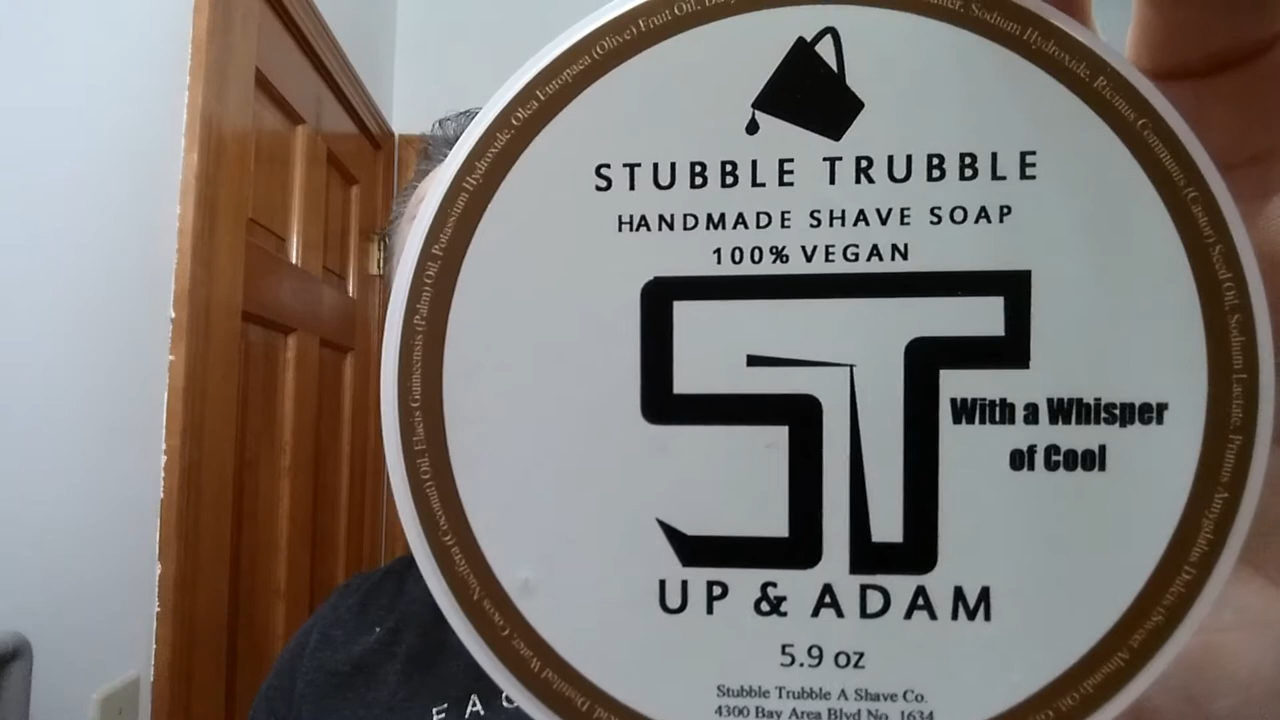 STUBBLE TRUBBLE
HANDMADE SHAVE SOAP
100% VEGAN
ST
With a Whisper
of Cool
UP & ADAM
5.9 oz
Stubble Trubble A Shave Co.
4300 Bay Area Blvd No. 1634
Distilled Water, Cocos Nucifera (Coconut) Oil, Elaeis Guineensis (Palm) Oil, Potassium Hydroxide, Olea Europaea (Olive) Fruit Oil, Sodium Hydroxide, Ricinus Communis (Castor) Seed Oil, Sodium Lactate, Prunus Amygdalus Dulcis (Sweet Almond) Oil,